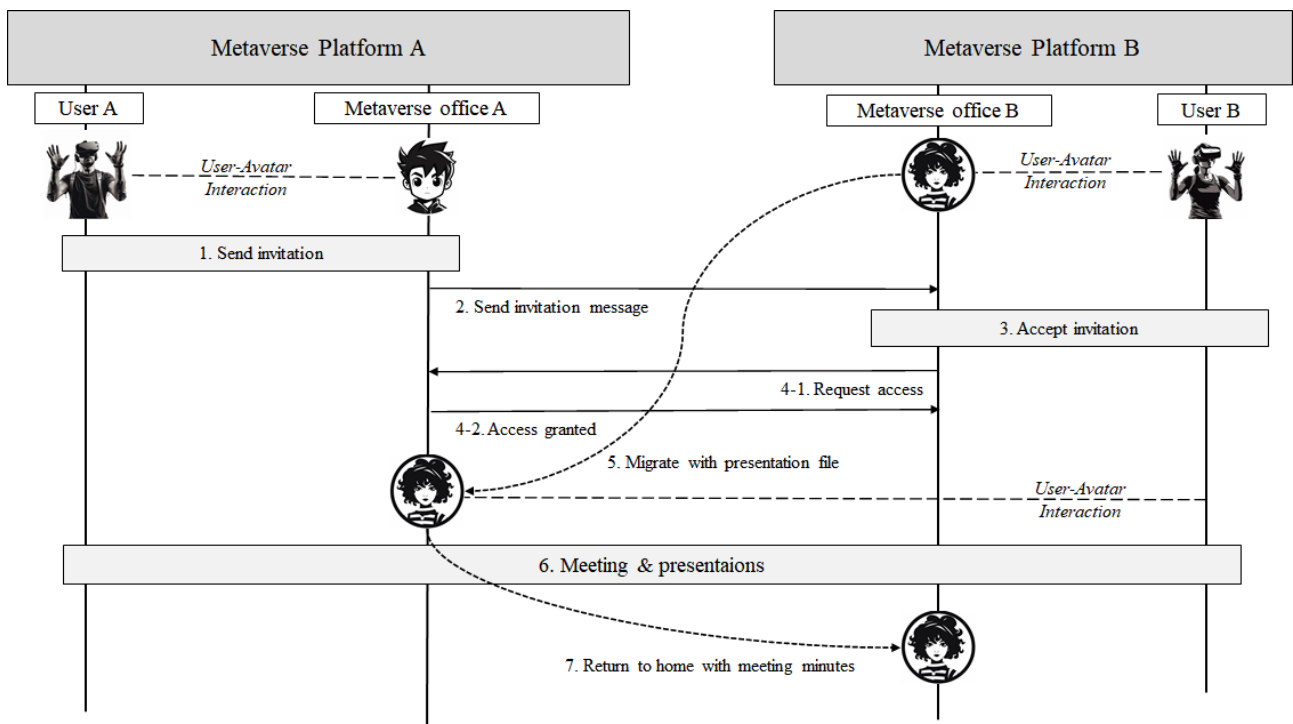 Metaverse Platform A
Metaverse Platform B
User A
Metaverse office A
Metaverse office B
User B
User-Avatar
Interaction
User-Avatar
Interaction
1. Send invitation
2. Send invitation message
3. Accept invitation
4-1. Request access
4-2. Access granted
5. Migrate with presentation file
User-Avatar
Interaction
6. Meeting & presentaions
7. Return to home with meeting minutes